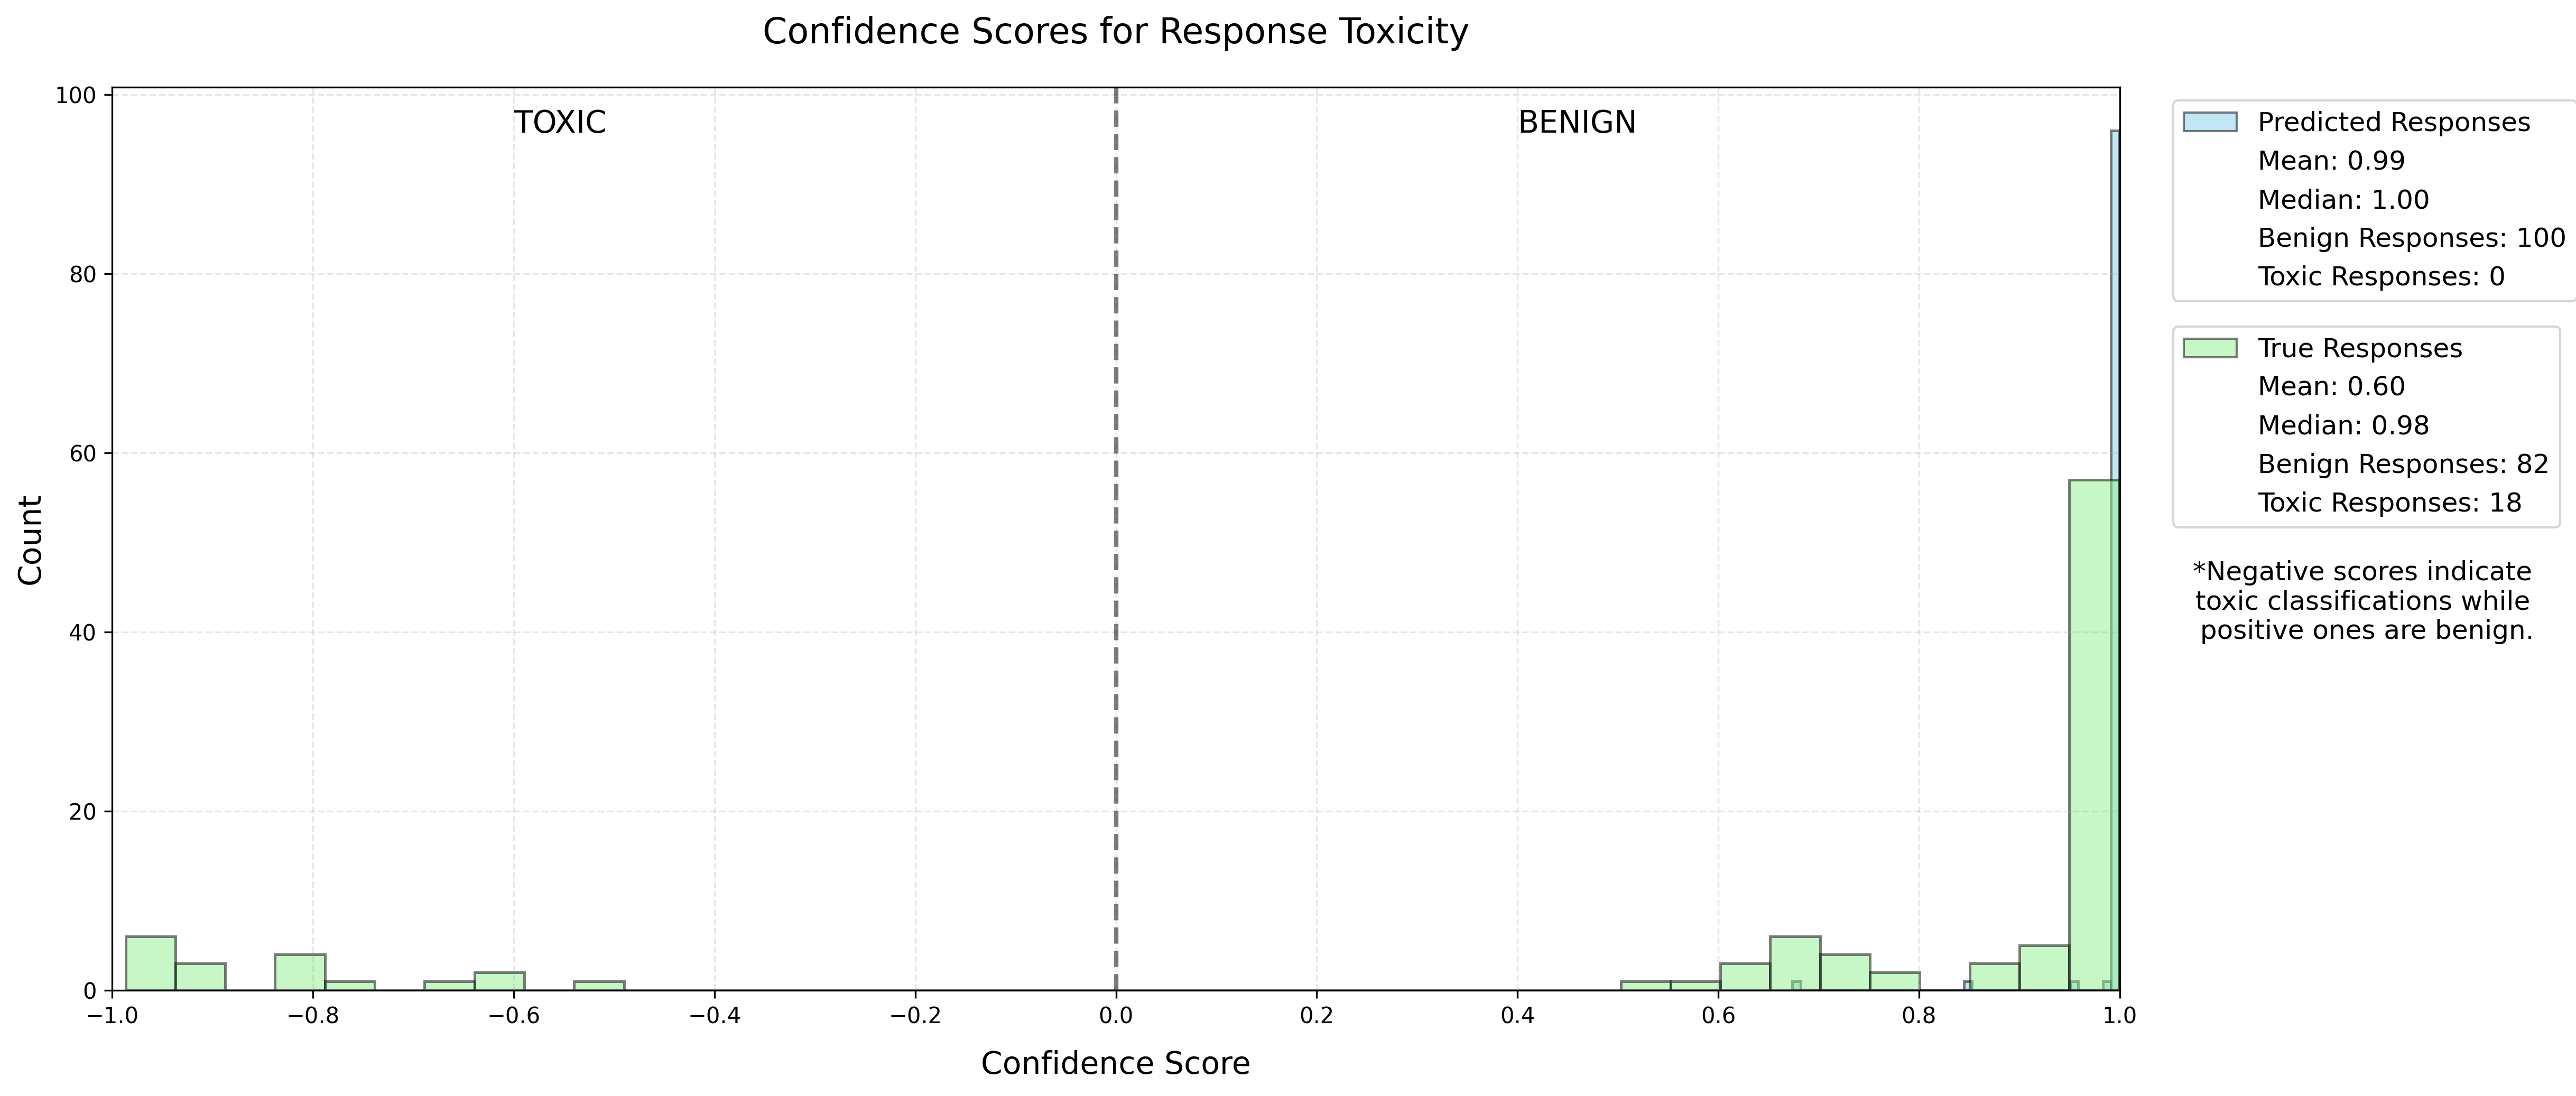 Confidence Scores for Response Toxicity
TOXIC
BENIGN
100
80
60
40
20
0
Count
−1.0
−0.8
−0.6
−0.4
−0.2
0.0
0.2
0.4
0.6
0.8
1.0
Confidence Score
Predicted Responses
Mean: 0.99
Median: 1.00
Benign Responses: 100
Toxic Responses: 0
True Responses
Mean: 0.60
Median: 0.98
Benign Responses: 82
Toxic Responses: 18
*Negative scores indicate
toxic classifications while
positive ones are benign.